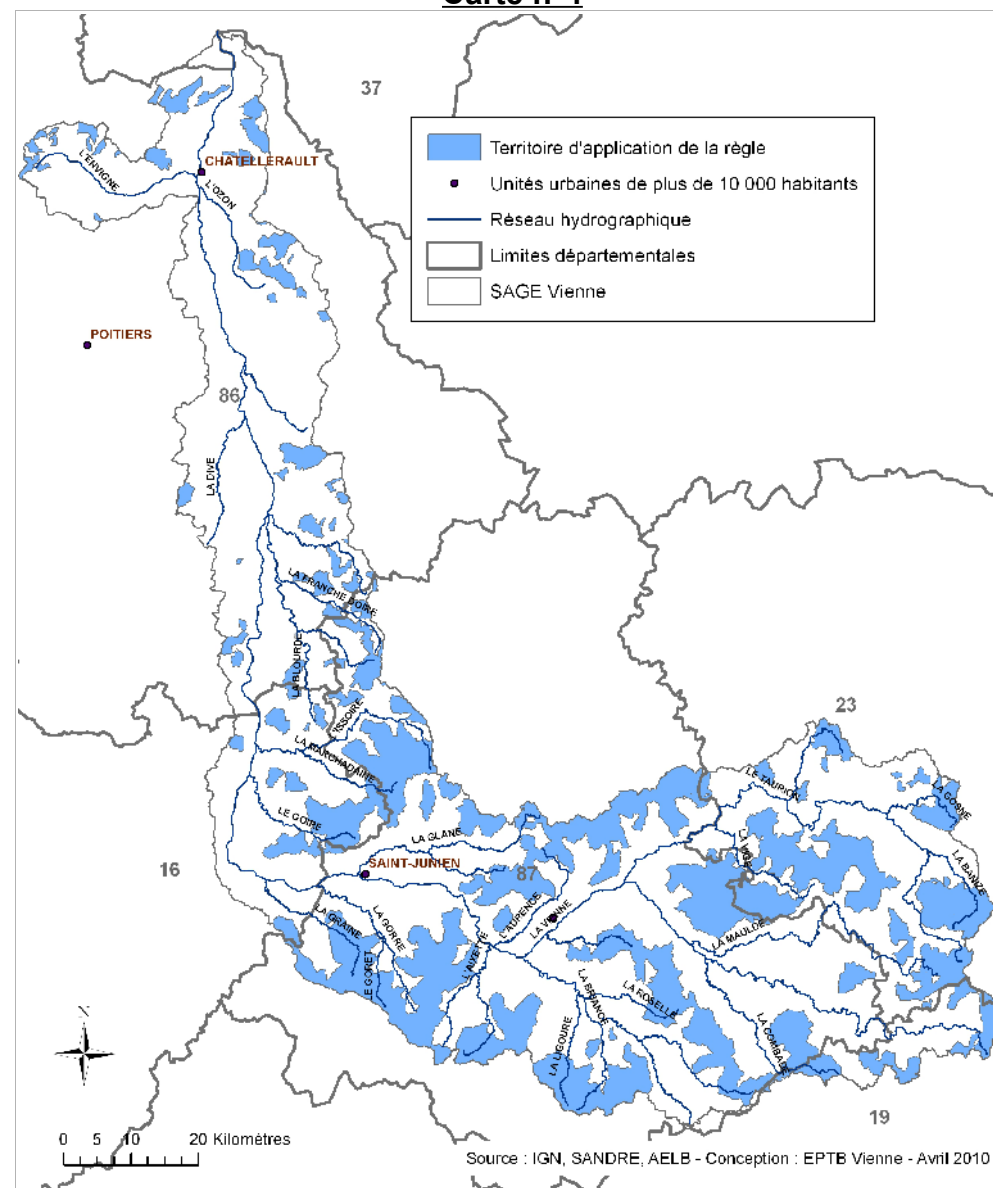 Carte n°1
37
Territoire d'application de la règle
Unités urbaines de plus de 10 000 habitants
Réseau hydrographique
Limites départementales
SAGE Vienne
L'ENVIGNE
CHATELLERAULT
L'OZON
POITIERS
86
LA DIVE
LA FRANCHE DOIRE
LA BLOURDE
L'ISSOIRE
LA MARCHADAINE
LE GOIRE
23
LE TAURION
LA GOSNE
LA BANIZE
LA GLANE
SAINT-JUNIEN
16
87
L'AURENCE
LA VIENNE
LA GRAINE
LA GORRE
LE GORET
L'AIXETTE
LA MAULDE
LA BRIANCE
LA ROSELLE
LA LIGOURE
LA COMBADE
19
N
0 5 10 20 Kilomètres
Source : IGN, SANDRE, AELB - Conception : EPTB Vienne - Avril 2010